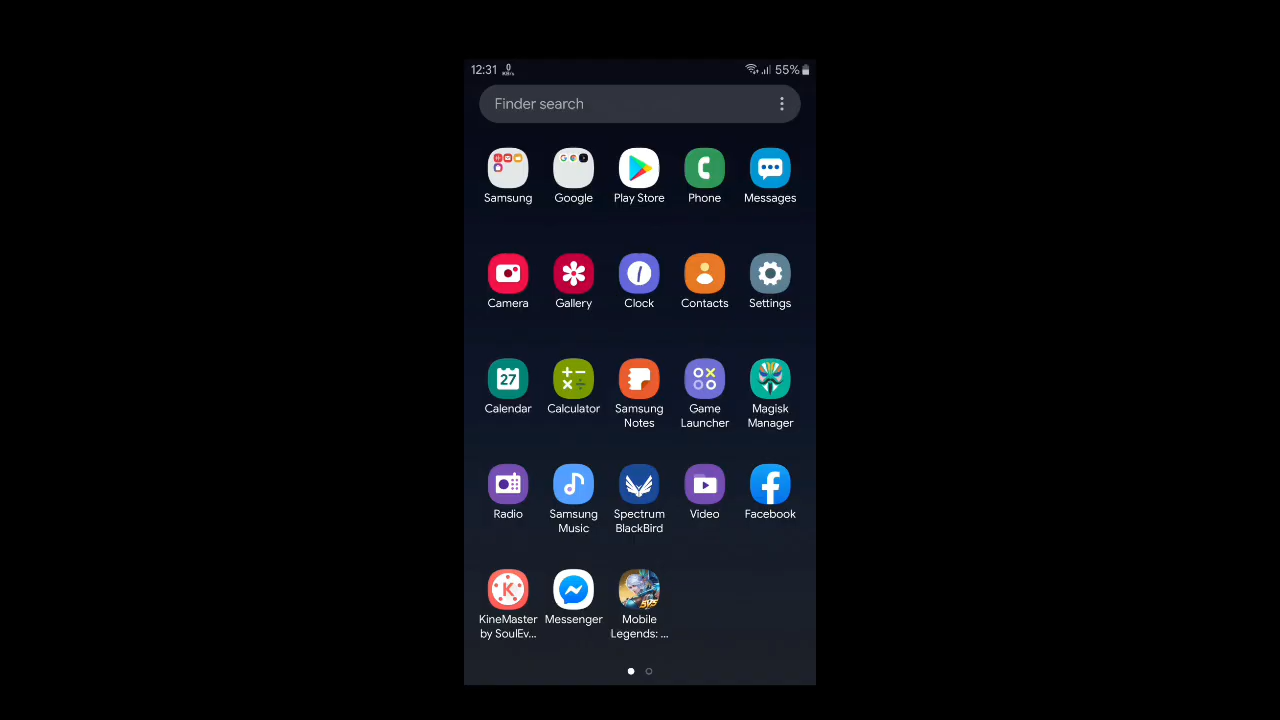 12:31 0 55%
Finder search
Samsung Google Play Store Phone Messages
Camera Gallery Clock Contacts Settings
27
Calendar Calculator Samsung Notes Game Launcher Magisk Manager
Radio Samsung Music Spectrum BlackBird Video Facebook
K
515
KineMaster by SoulEv... Messenger Mobile Legends: ...